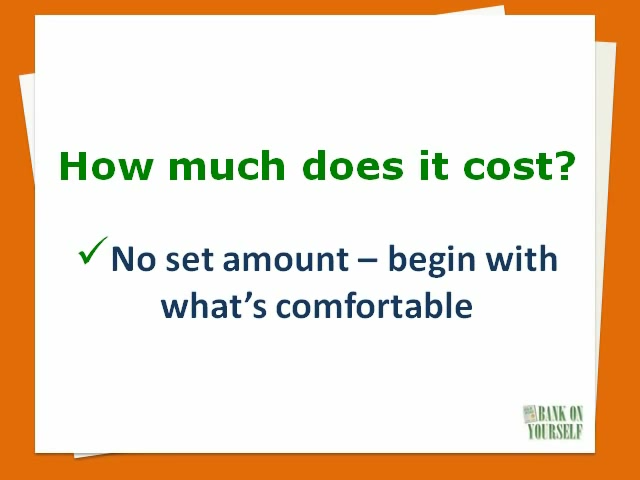 How much does it cost?
✓No set amount – begin with
what's comfortable
BANK ON
YOURSELF